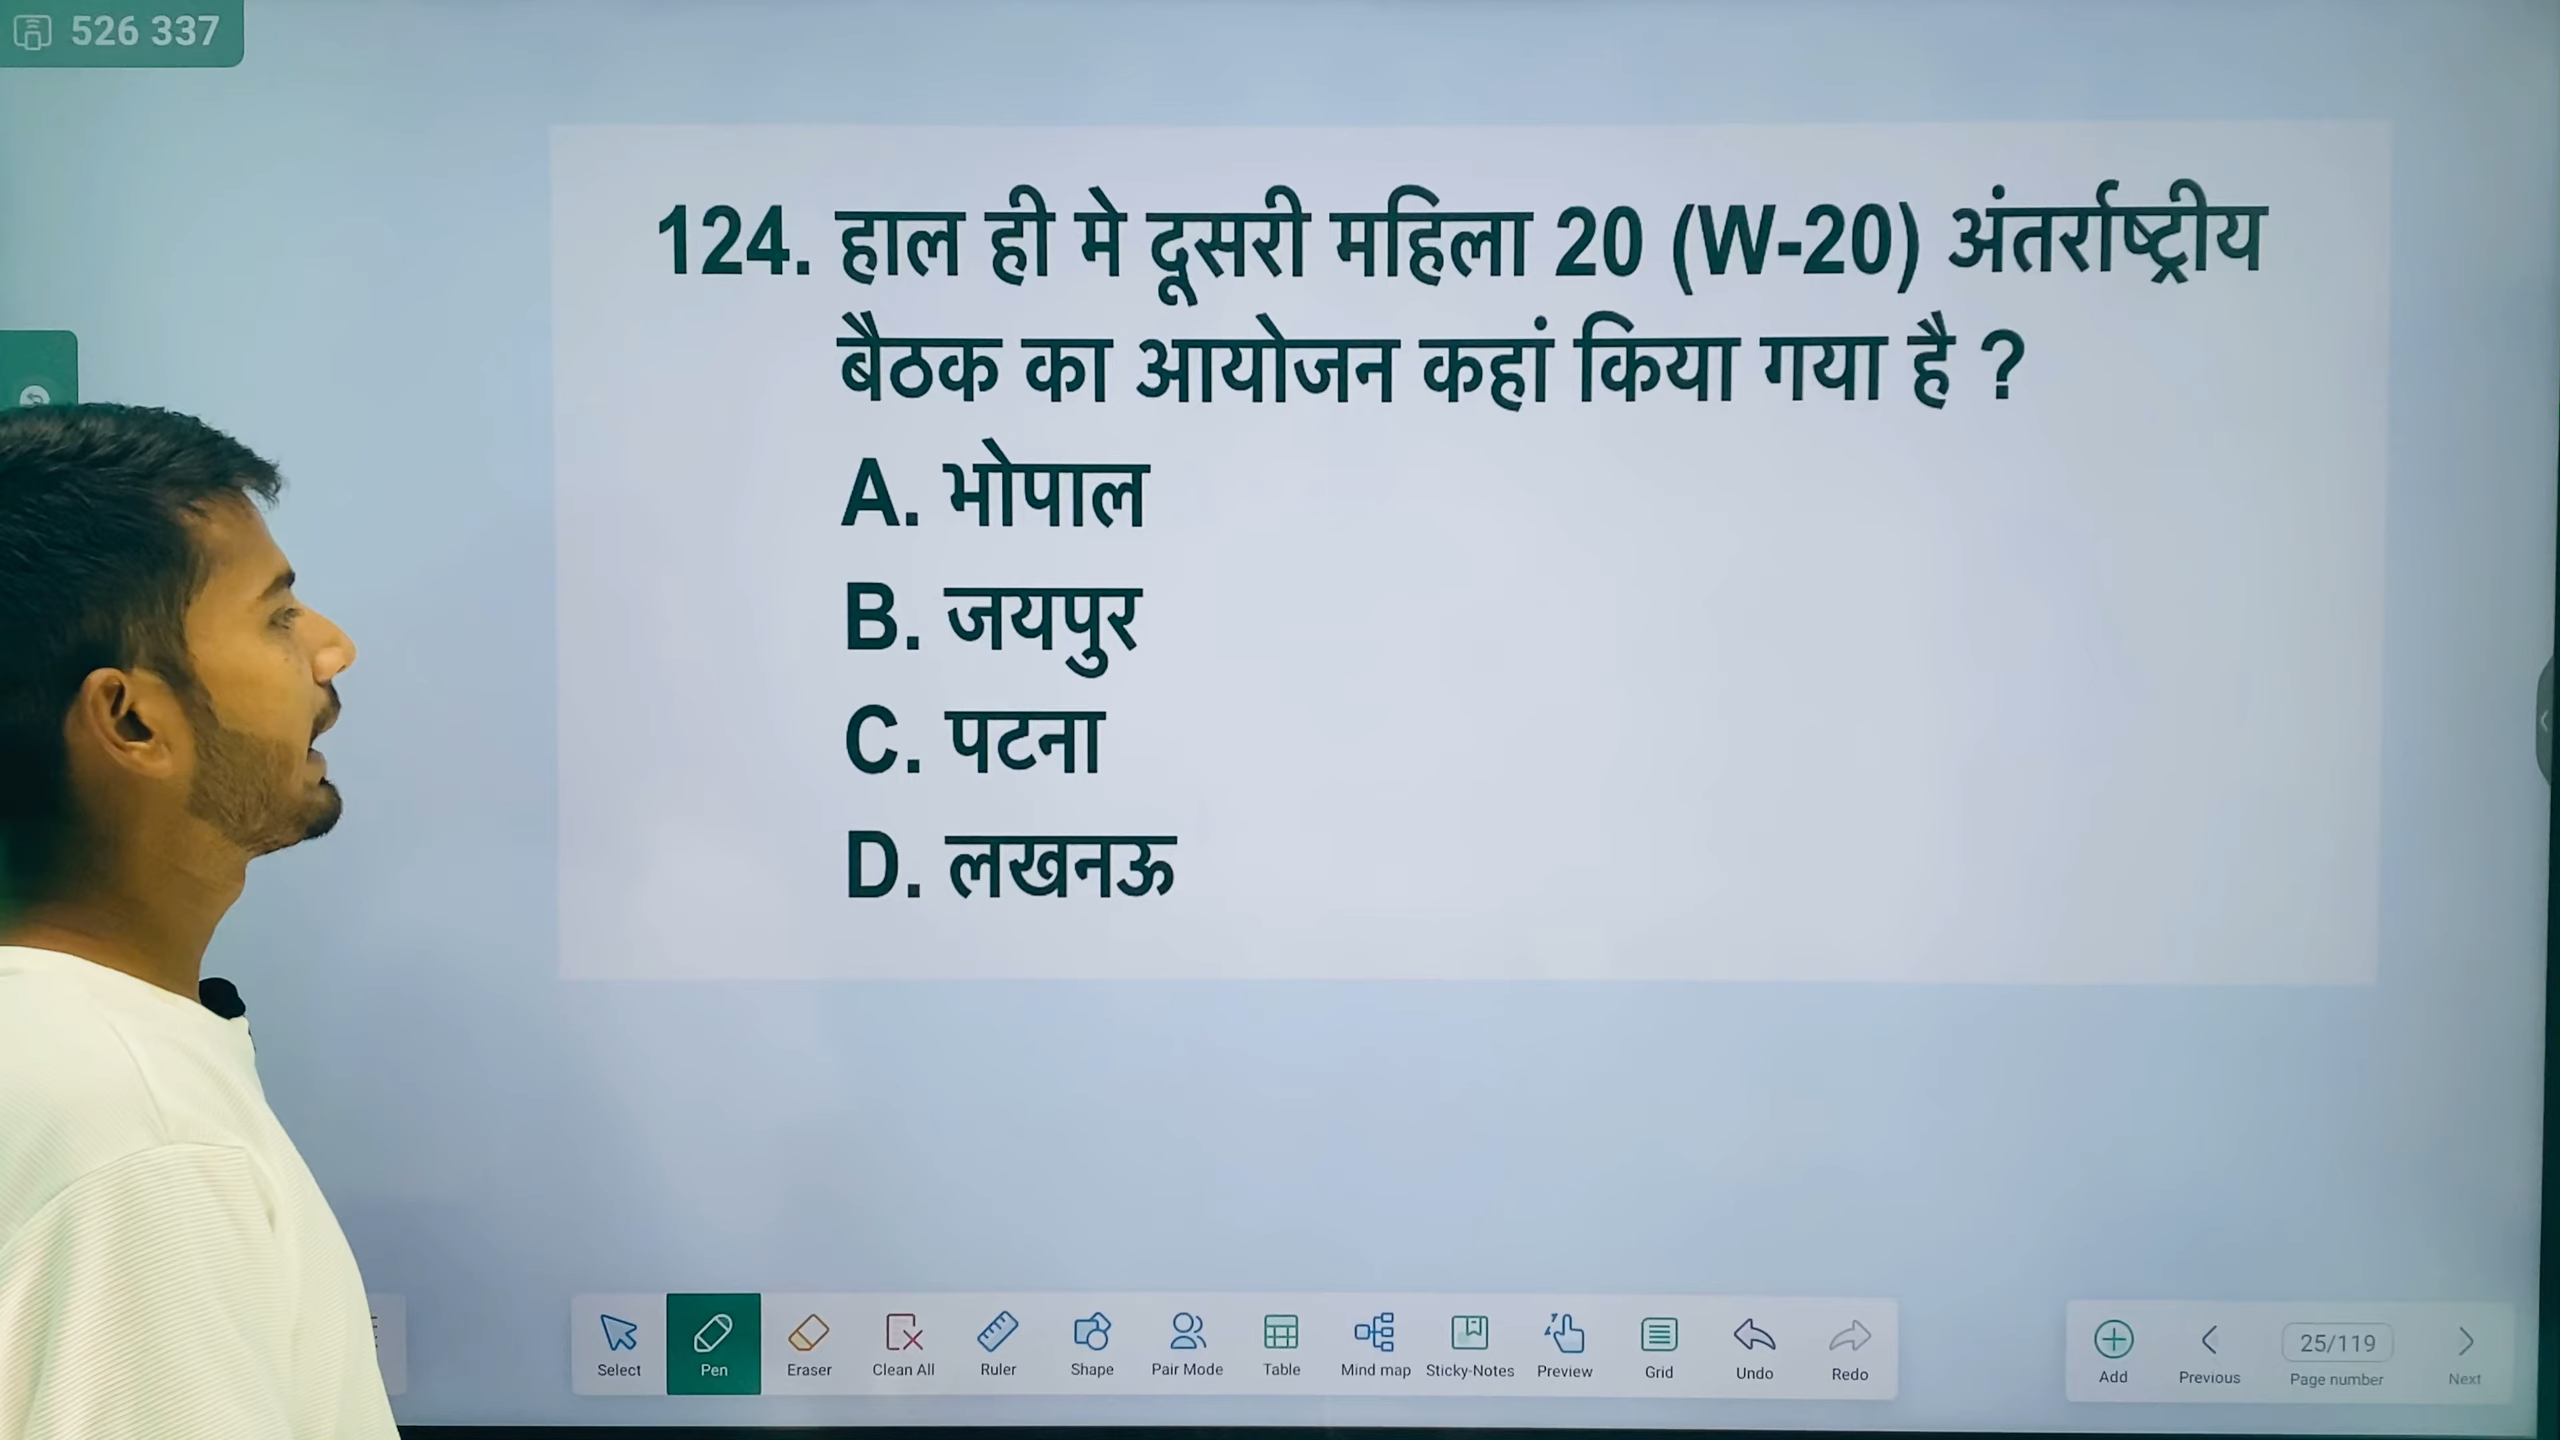 526 337
124. हाल ही मे दूसरी महिला 20 (W-20) अंतर्राष्ट्रीय
बैठक का आयोजन कहां किया गया है ?
A. भोपाल
B. जयपुर
C. पटना
D. लखनऊ
Select Pen Eraser Clean All Ruler Shape Pair Mode Table Mind map Sticky-Notes Preview Grid Undo Redo
Add Previous 25/119 Page number Next